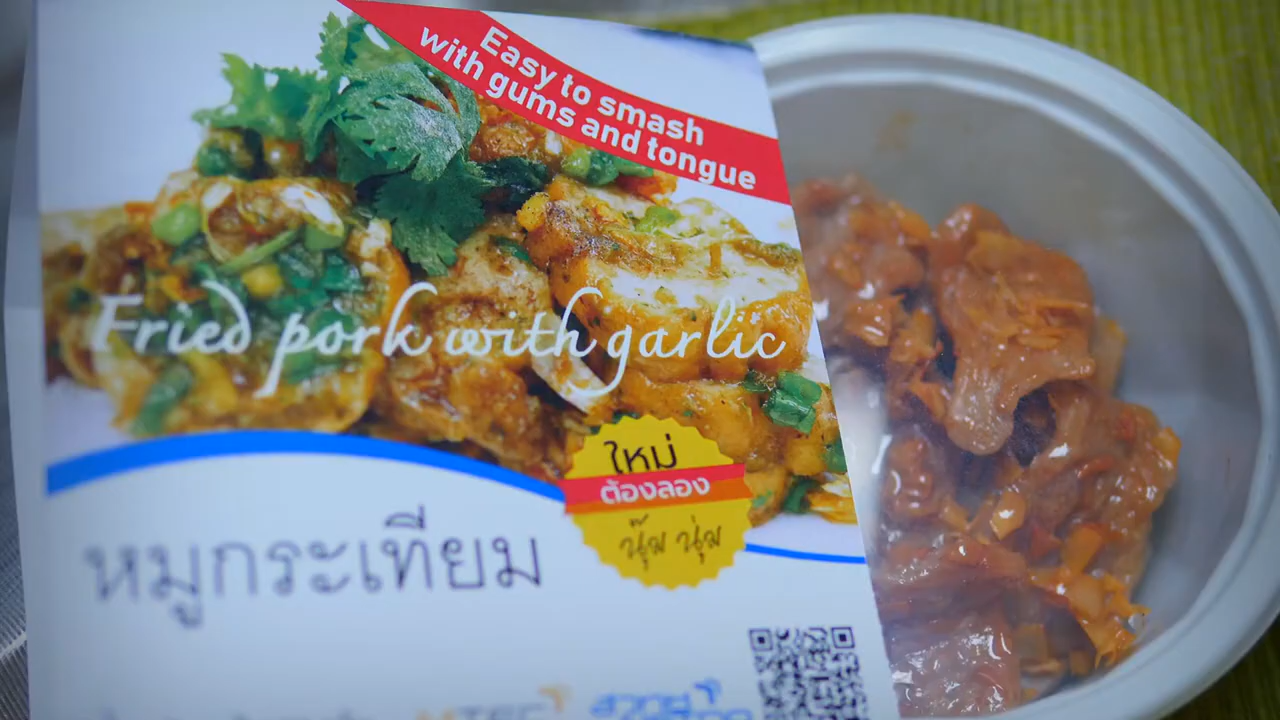 Easy to smash
with gums and tongue
Fried pork with garlic
ใหม่
ต้องลอง
นุ๊ม นุ่ม
หมูกระเทียม